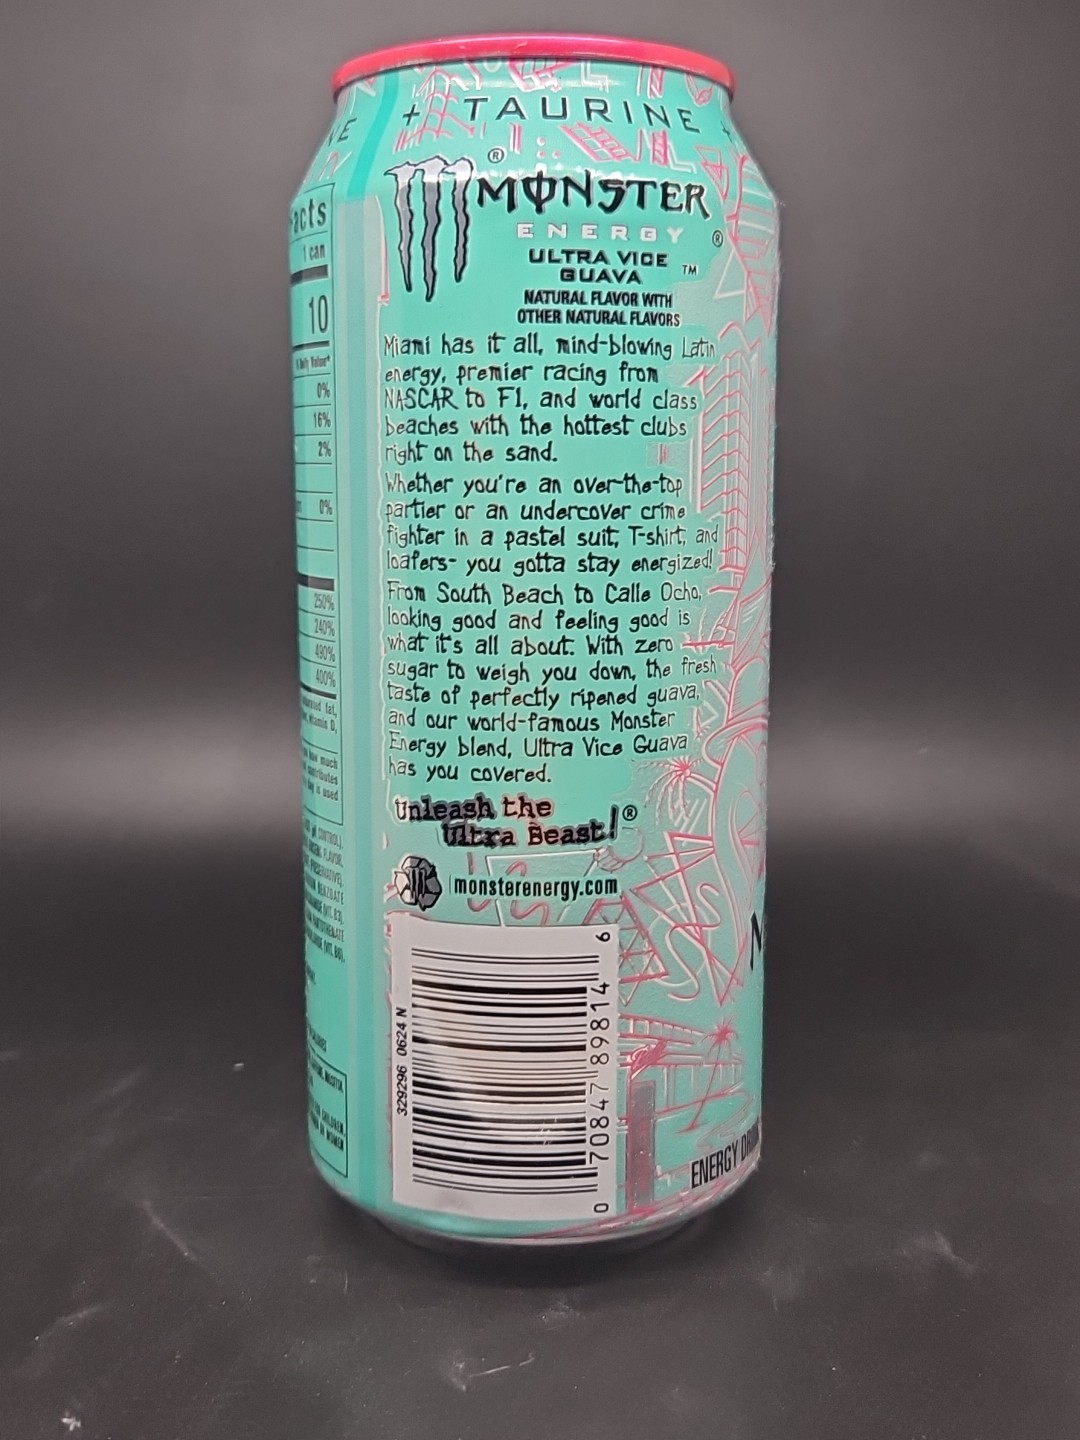 + TAURINE +
MONSTER
ENERGY
ULTRA VICE
GUAVA ™
NATURAL FLAVOR WITH
OTHER NATURAL FLAVORS
Miami has it all, mind-blowing Latin
energy, premier racing from
NASCAR to F1, and world class
beaches with the hottest clubs
right on the sand.
Whether you're an over-the-top
partier or an undercover crime
fighter in a pastel suit, T-shirt, and
loafers- you gotta stay energized!
From South Beach to Calle Ocho,
looking good and feeling good is
what it's all about. With zero
sugar to weigh you down, the fresh
taste of perfectly ripened guava,
and our world-famous Monster
Energy blend, Ultra Vice Guava
has you covered.
Unleash the
Ultra Beast!®
monsterenergy.com
329296 0624 N
0 70847 89814 6
ENERGY
acts
1 can
10
% Daily Value*
0%
16%
2%
0%
250%
240%
490%
400%